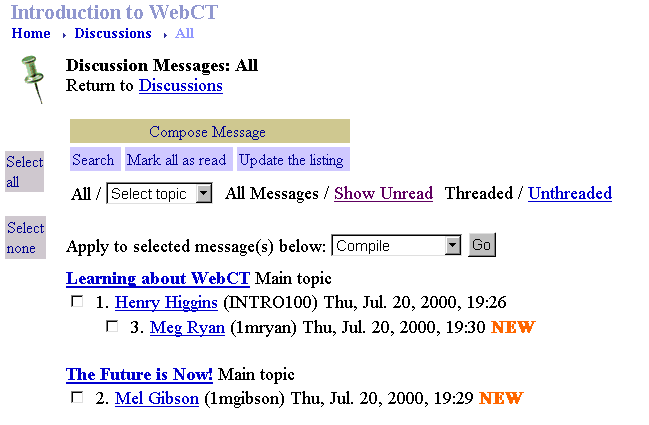 Introduction to WebCT
Home › Discussions › All
Discussion Messages: All
Return to Discussions
Compose Message
Search Mark all as read Update the listing
Select
all
All / Select topic All Messages / Show Unread Threaded / Unthreaded
Select
none
Apply to selected message(s) below: Compile Go
Learning about WebCT Main topic
1. Henry Higgins (INTRO100) Thu, Jul. 20, 2000, 19:26
3. Meg Ryan (1mryan) Thu, Jul. 20, 2000, 19:30 NEW
The Future is Now! Main topic
2. Mel Gibson (1mgibson) Thu, Jul. 20, 2000, 19:29 NEW